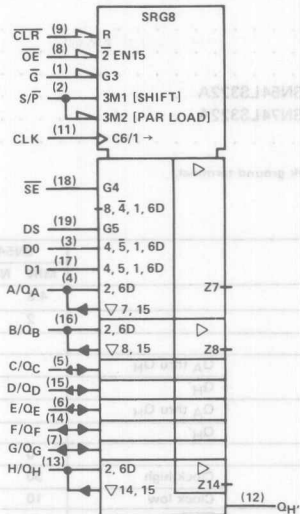 SRG8
CLR (9) R
OE (8) 2 EN15
G (1) G3
S/P (2) 3M1 [SHIFT]
3M2 [PAR LOAD]
CLK (11) C6/1 →
SE (18) G4
8, 4, 1, 6D
DS (19) G5
D0 (3) 4, 5, 1, 6D
D1 (17) 4, 5, 1, 6D
A/QA (4) 2, 6D Z7
▽ 7, 15
B/QB (16) 2, 6D ▷
▽ 8, 15 Z8
C/QC (5)
D/QD (15)
E/QE (6)
F/QF (14)
G/QG (7)
H/QH (13) 2, 6D ▷
▽ 14, 15 Z14
(12) QH'